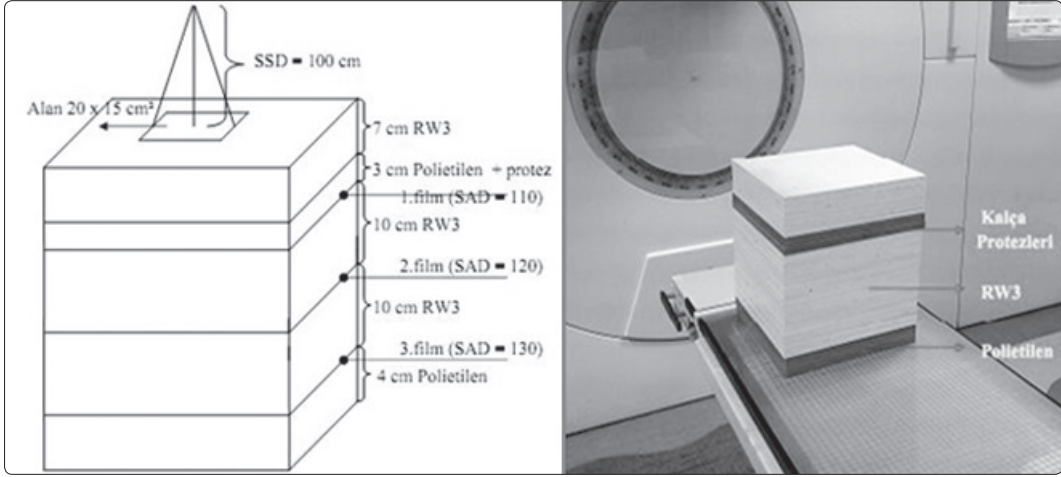 SSD = 100 cm
Alan 20 x 15 cm²
7 cm RW3
3 cm Polietilen + protez
1.film (SAD = 110)
10 cm RW3
2.film (SAD = 120)
10 cm RW3
3.film (SAD = 130)
4 cm Polietilen
Kalça
Protezleri
RW3
Polietilen